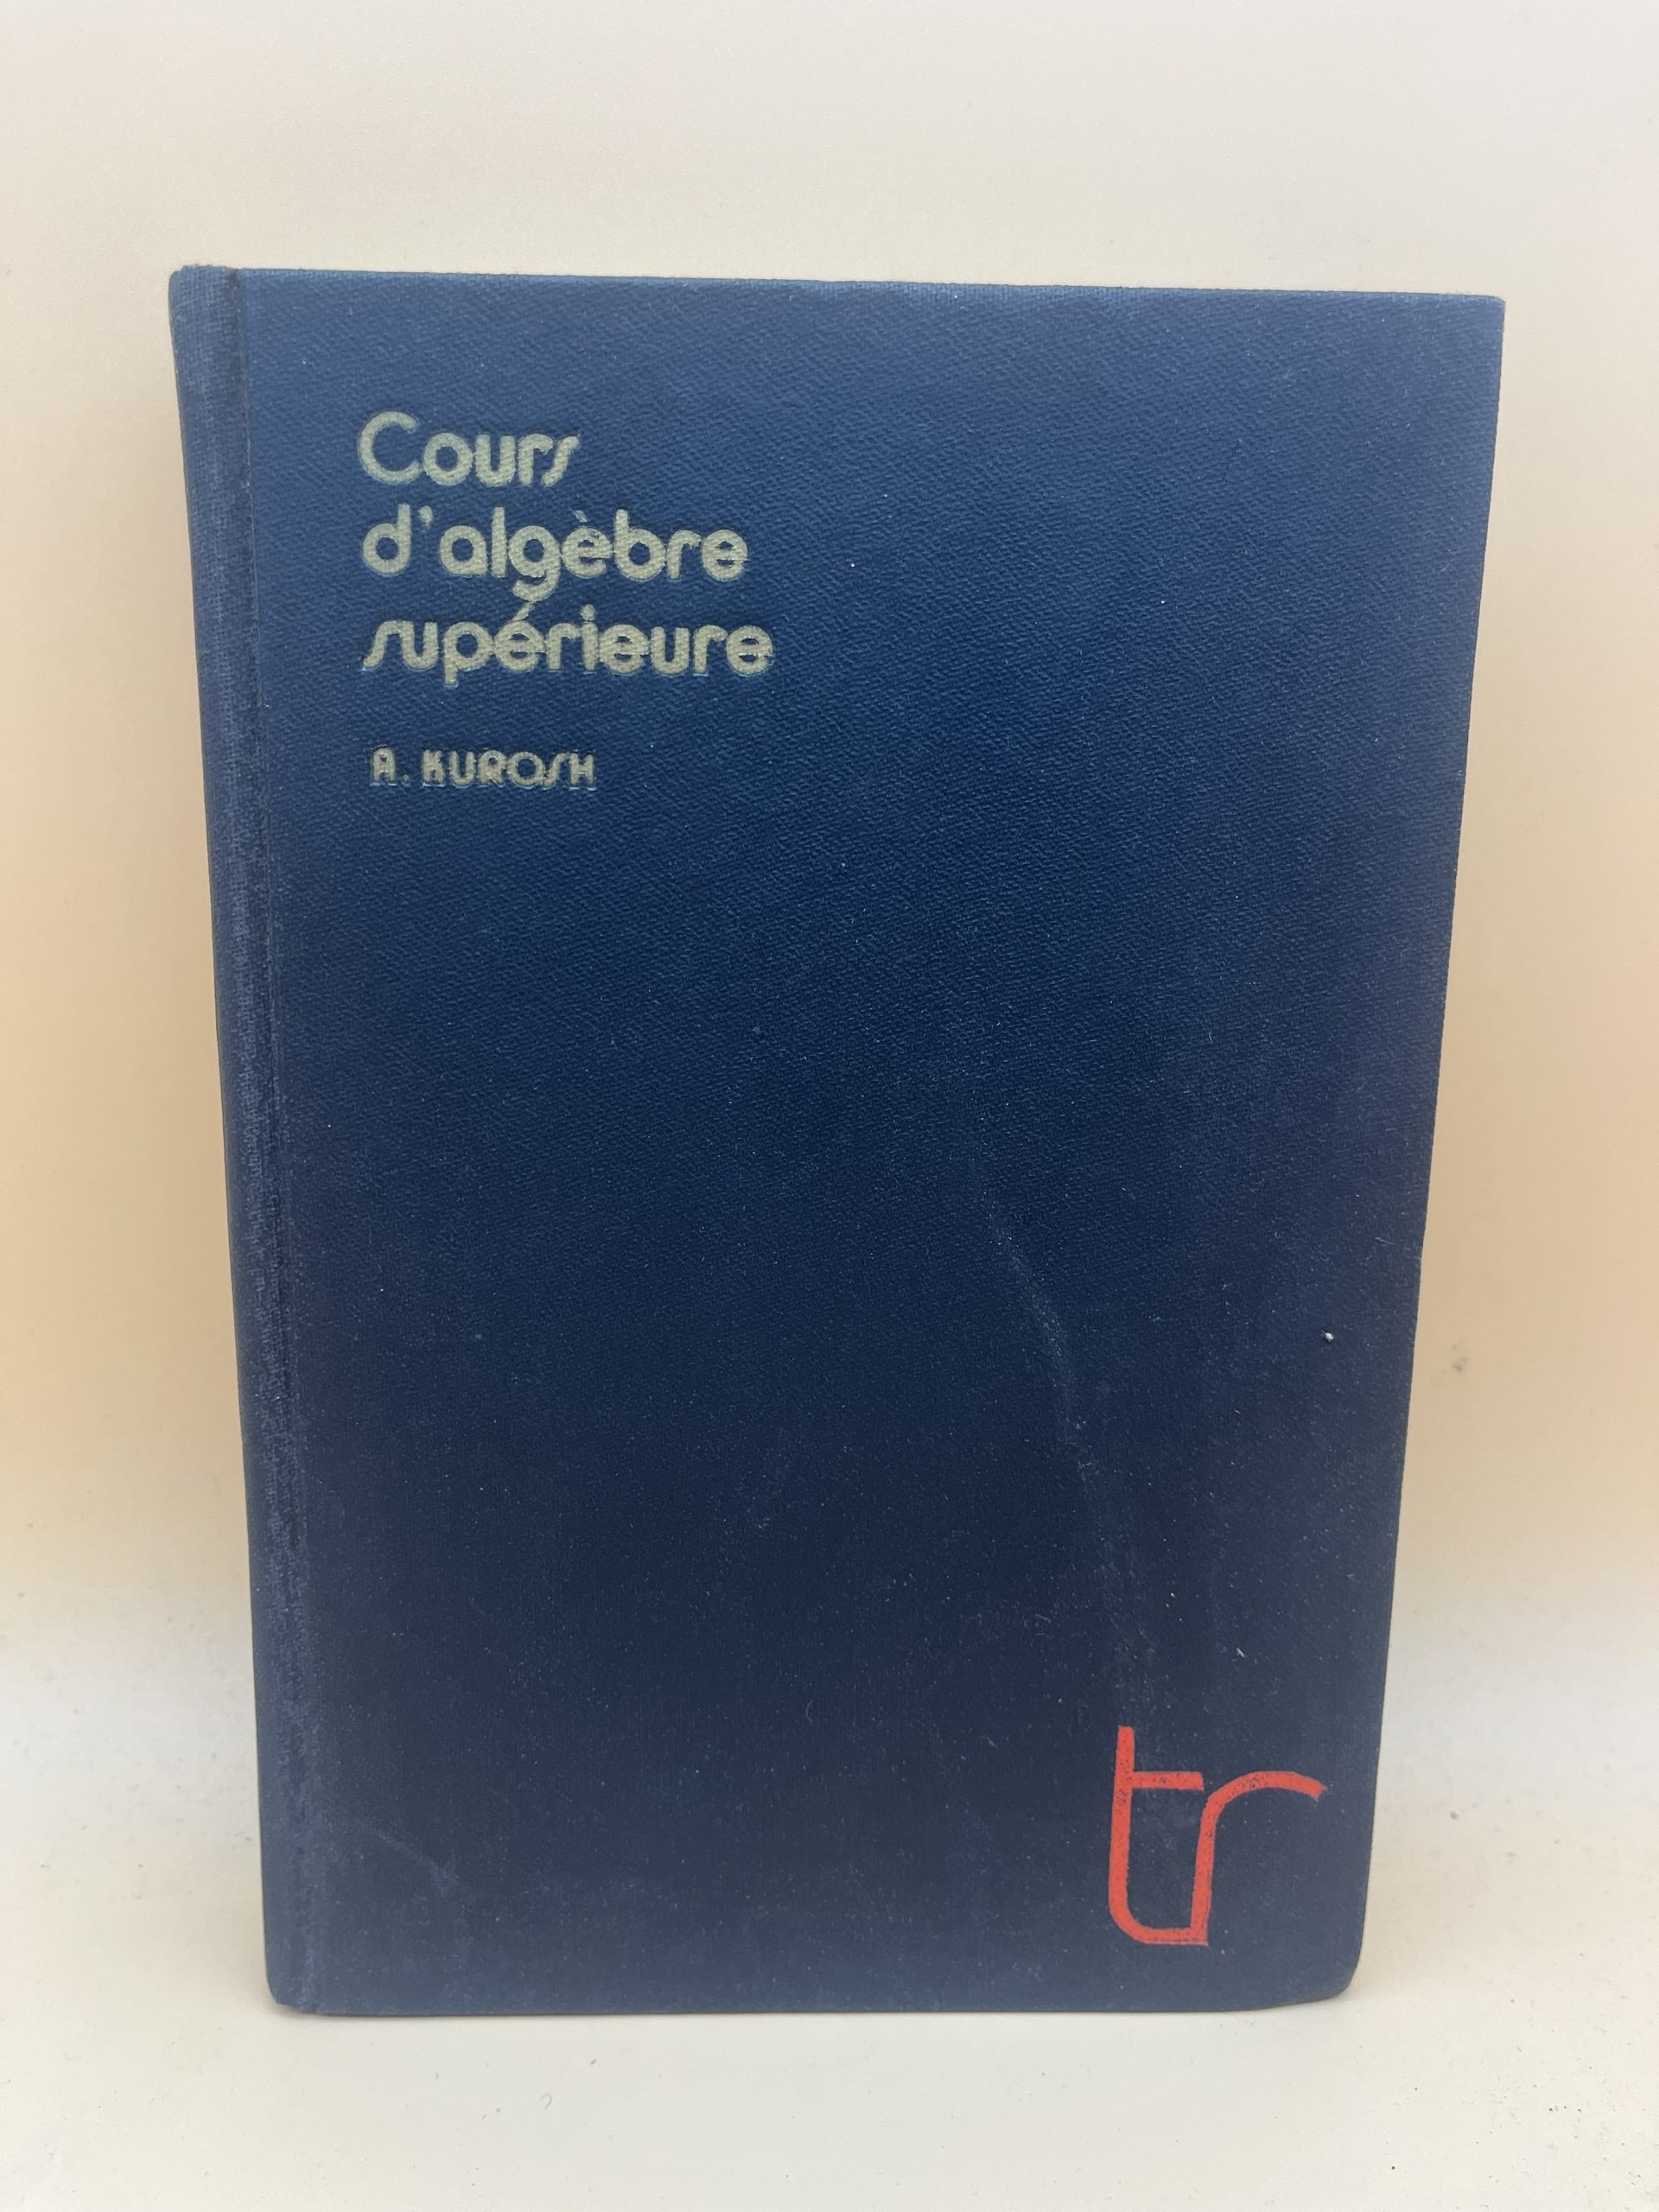 Cours
d'algèbre
supérieure
A. KUROSH
tr